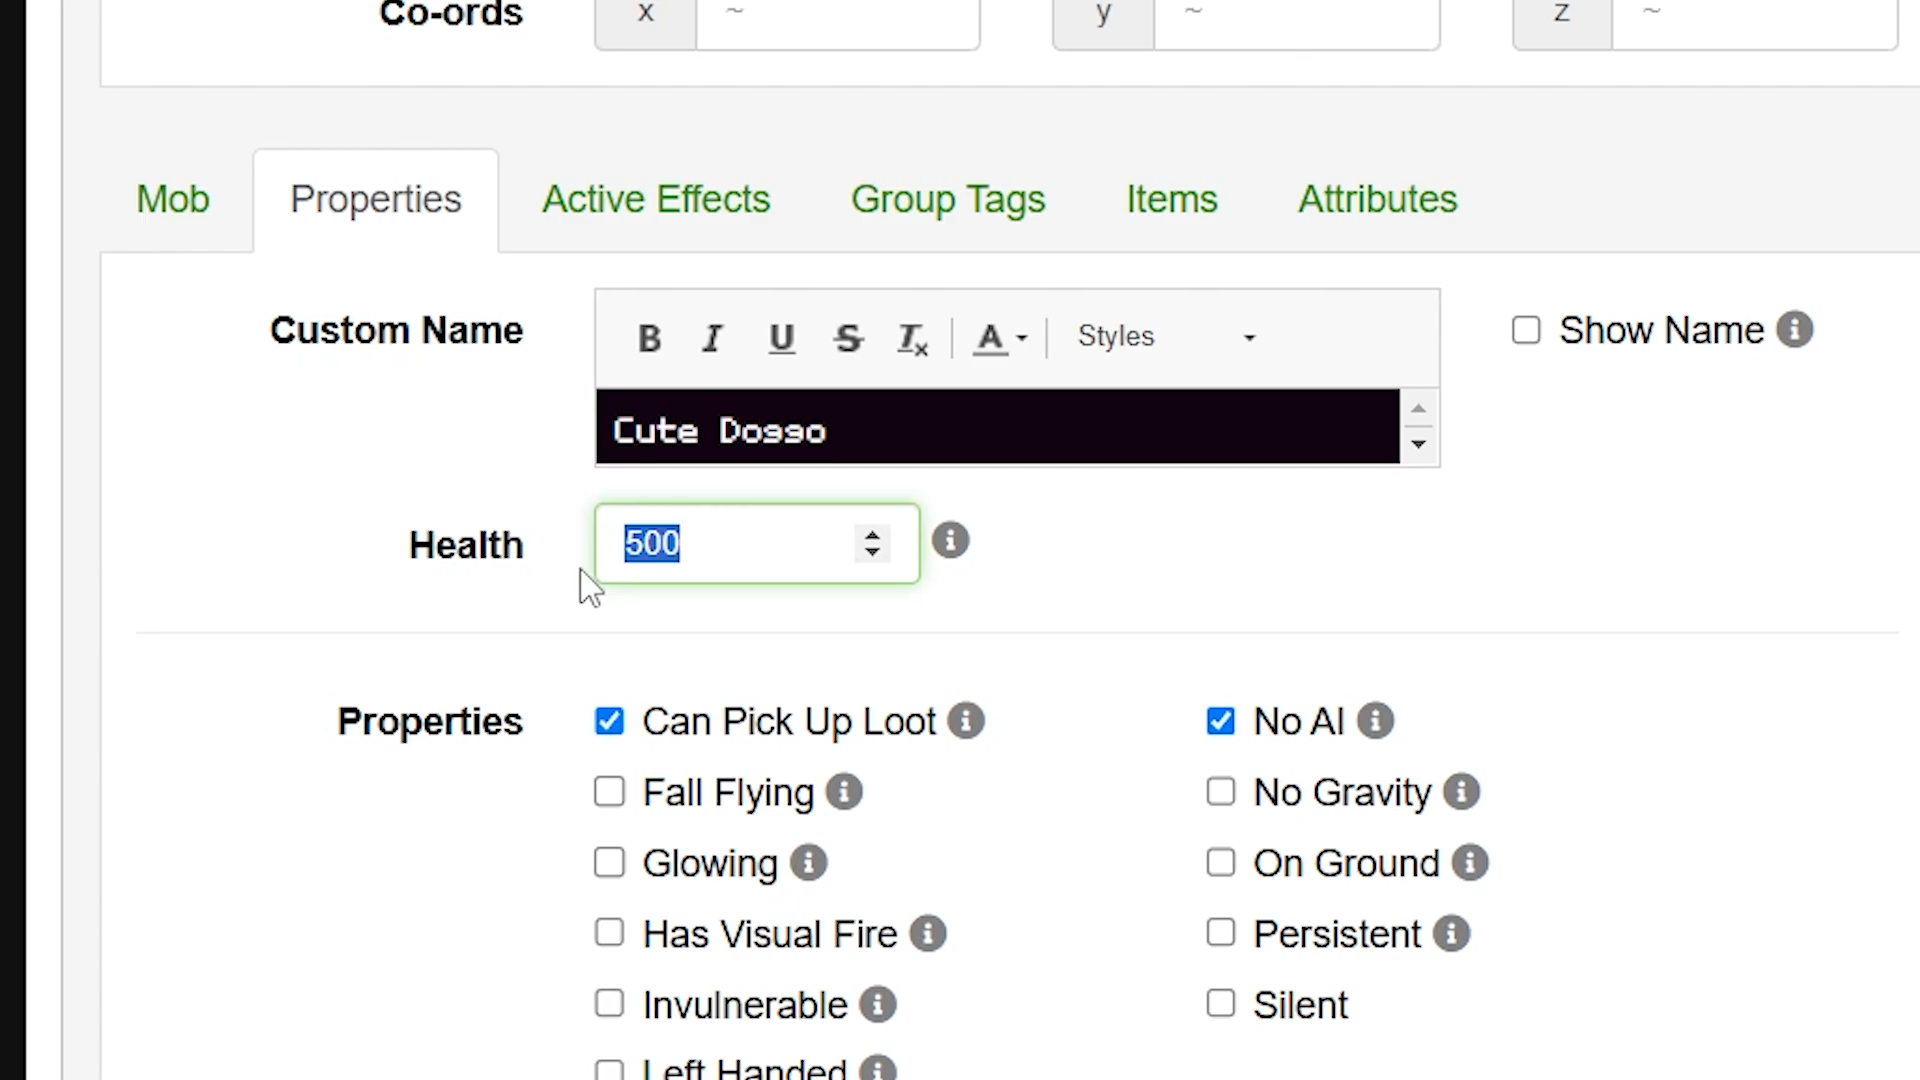 Co-ords x ~ y ~ z ~
Mob Properties Active Effects Group Tags Items Attributes
Custom Name B I U S Tx A Styles Show Name i
Cute Doggo
Health 500 i
Properties Can Pick Up Loot i No AI i
Fall Flying i No Gravity i
Glowing i On Ground i
Has Visual Fire i Persistent i
Invulnerable i Silent
Left Handed i